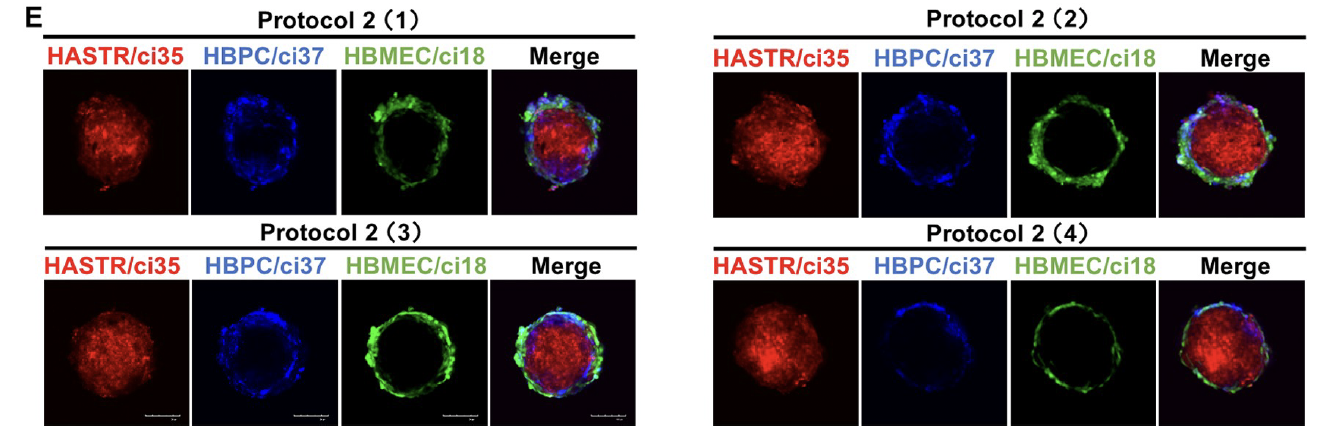 E
Protocol 2（1）
HASTR/ci35 HBPC/ci37 HBMEC/ci18 Merge
Protocol 2（2）
HASTR/ci35 HBPC/ci37 HBMEC/ci18 Merge
Protocol 2（3）
HASTR/ci35 HBPC/ci37 HBMEC/ci18 Merge
Protocol 2（4）
HASTR/ci35 HBPC/ci37 HBMEC/ci18 Merge